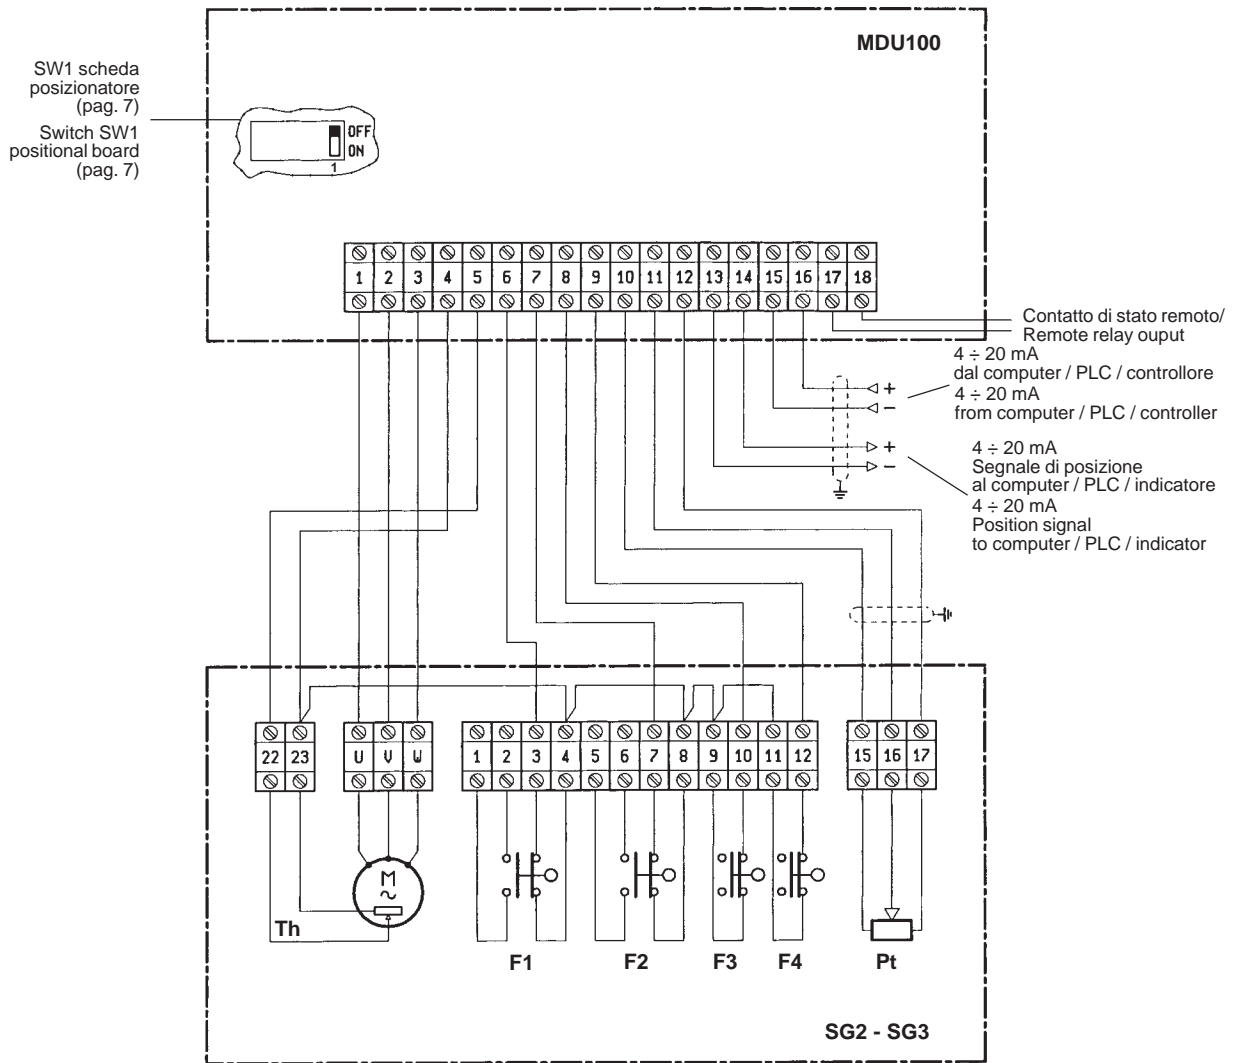 MDU100
SW1 scheda
posizionatore
(pag. 7)
Switch SW1
positional board
(pag. 7)
OFF
ON
1
1 2 3 4 5 6 7 8 9 10 11 12 13 14 15 16 17 18
Contatto di stato remoto/
Remote relay ouput
4 ÷ 20 mA
dal computer / PLC / controllore
4 ÷ 20 mA
from computer / PLC / controller
+
−
+
−
4 ÷ 20 mA
Segnale di posizione
al computer / PLC / indicatore
4 ÷ 20 mA
Position signal
to computer / PLC / indicator
22 23 U V W 1 2 3 4 5 6 7 8 9 10 11 12 15 16 17
M
~
Th
F1 F2 F3 F4 Pt
SG2 - SG3